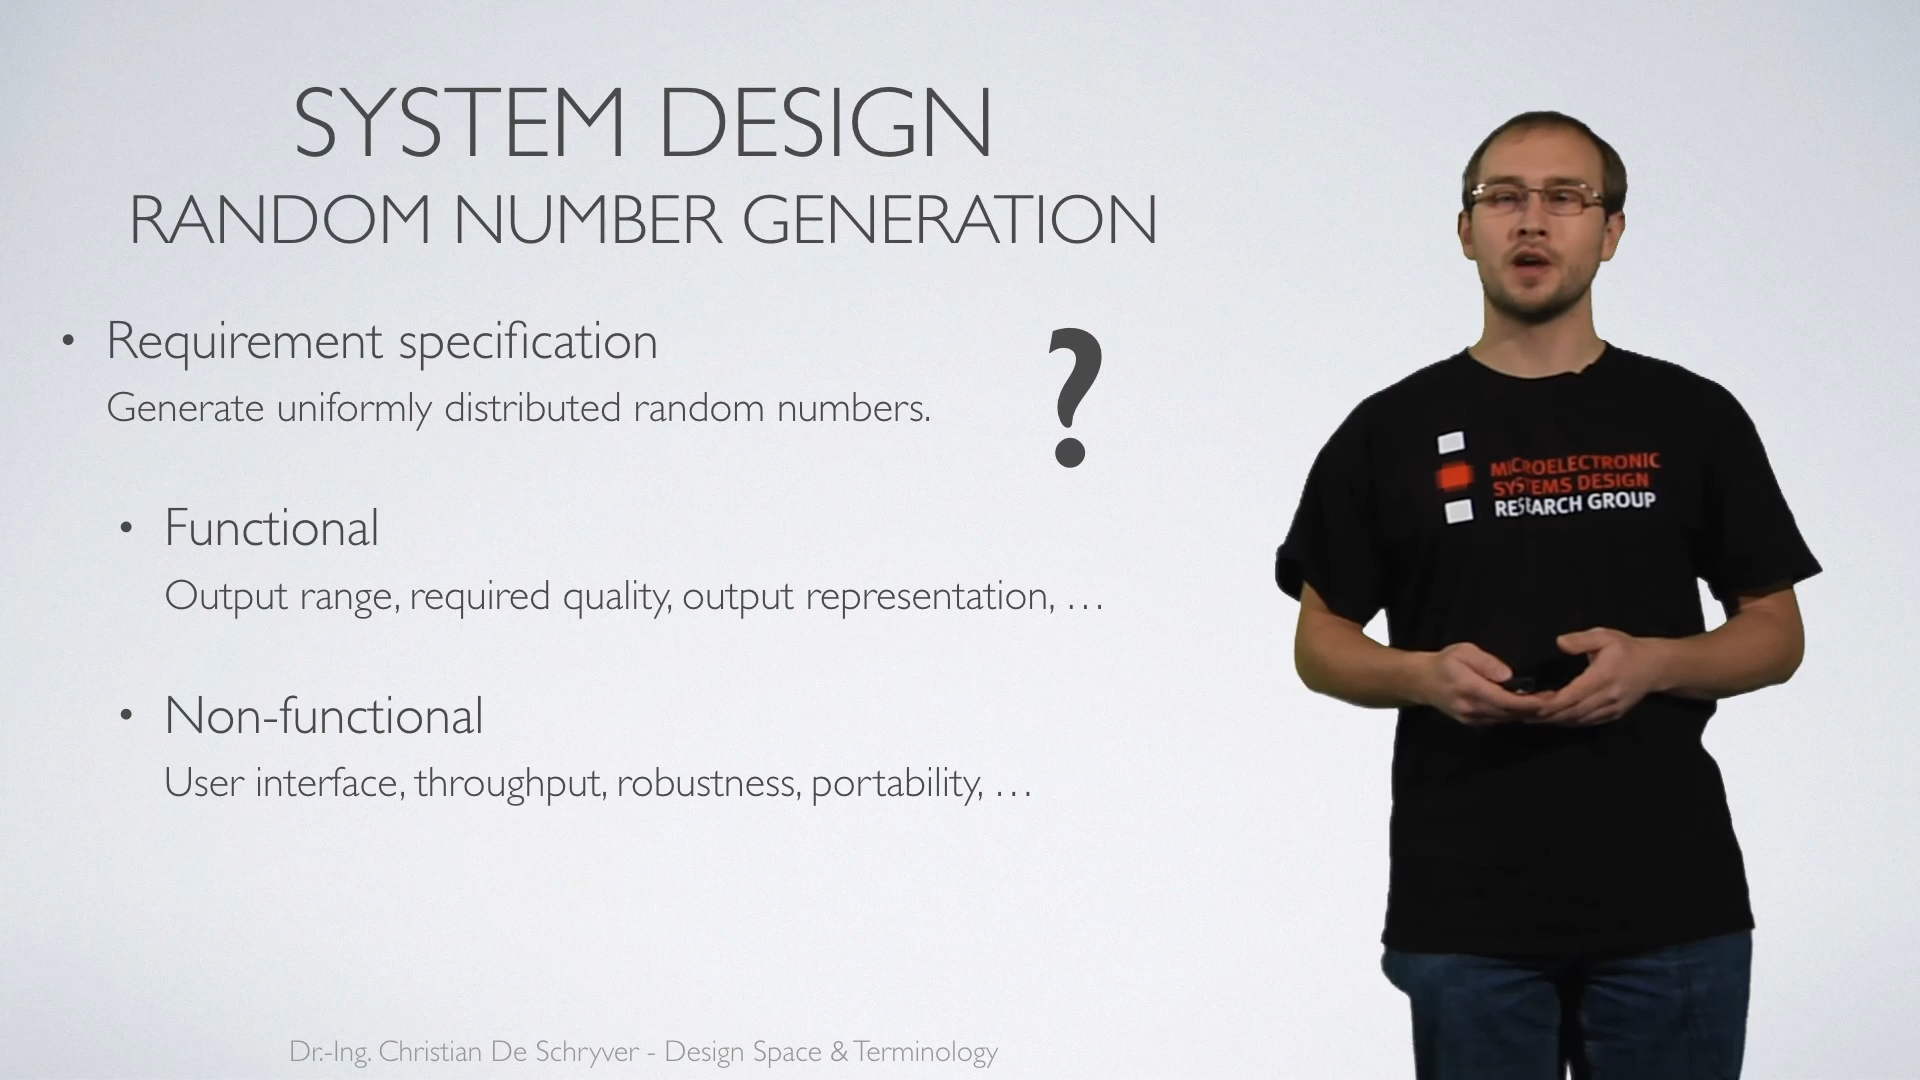 SYSTEM DESIGN
RANDOM NUMBER GENERATION
• Requirement specification
Generate uniformly distributed random numbers.
?
• Functional
Output range, required quality, output representation, …
• Non-functional
User interface, throughput, robustness, portability, …
MICROELECTRONIC
SYSTEMS DESIGN
RESEARCH GROUP
Dr.-Ing. Christian De Schryver - Design Space & Terminology